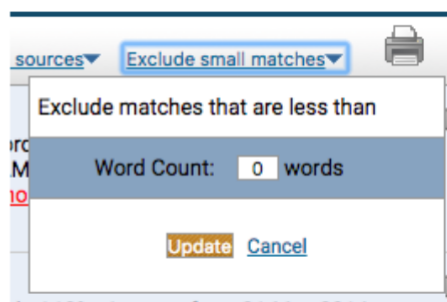 sources▼ Exclude small matches▼
Exclude matches that are less than
Word Count: 0 words
Update Cancel